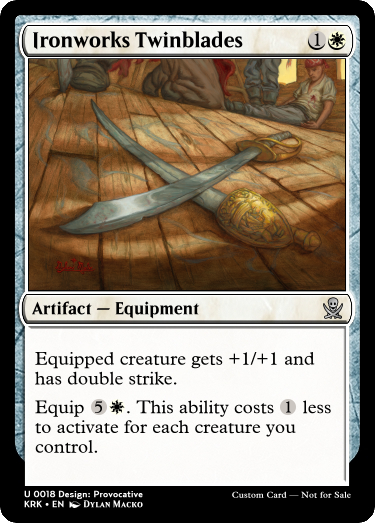 Ironworks Twinblades 1
Artifact — Equipment
Equipped creature gets +1/+1 and
has double strike.
Equip 5. This ability costs 1 less
to activate for each creature you
control.
U 0018 Design: Provocative
KRK • EN Dylan Macko
Custom Card — Not for Sale